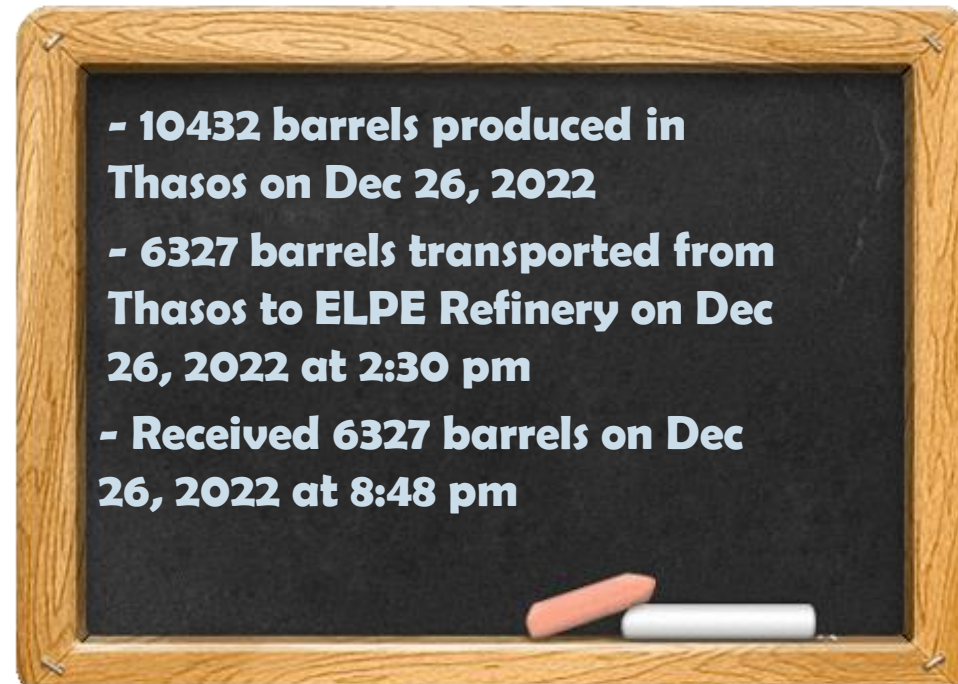 - 10432 barrels produced in
Thasos on Dec 26, 2022
- 6327 barrels transported from
Thasos to ELPE Refinery on Dec
26, 2022 at 2:30 pm
- Received 6327 barrels on Dec
26, 2022 at 8:48 pm